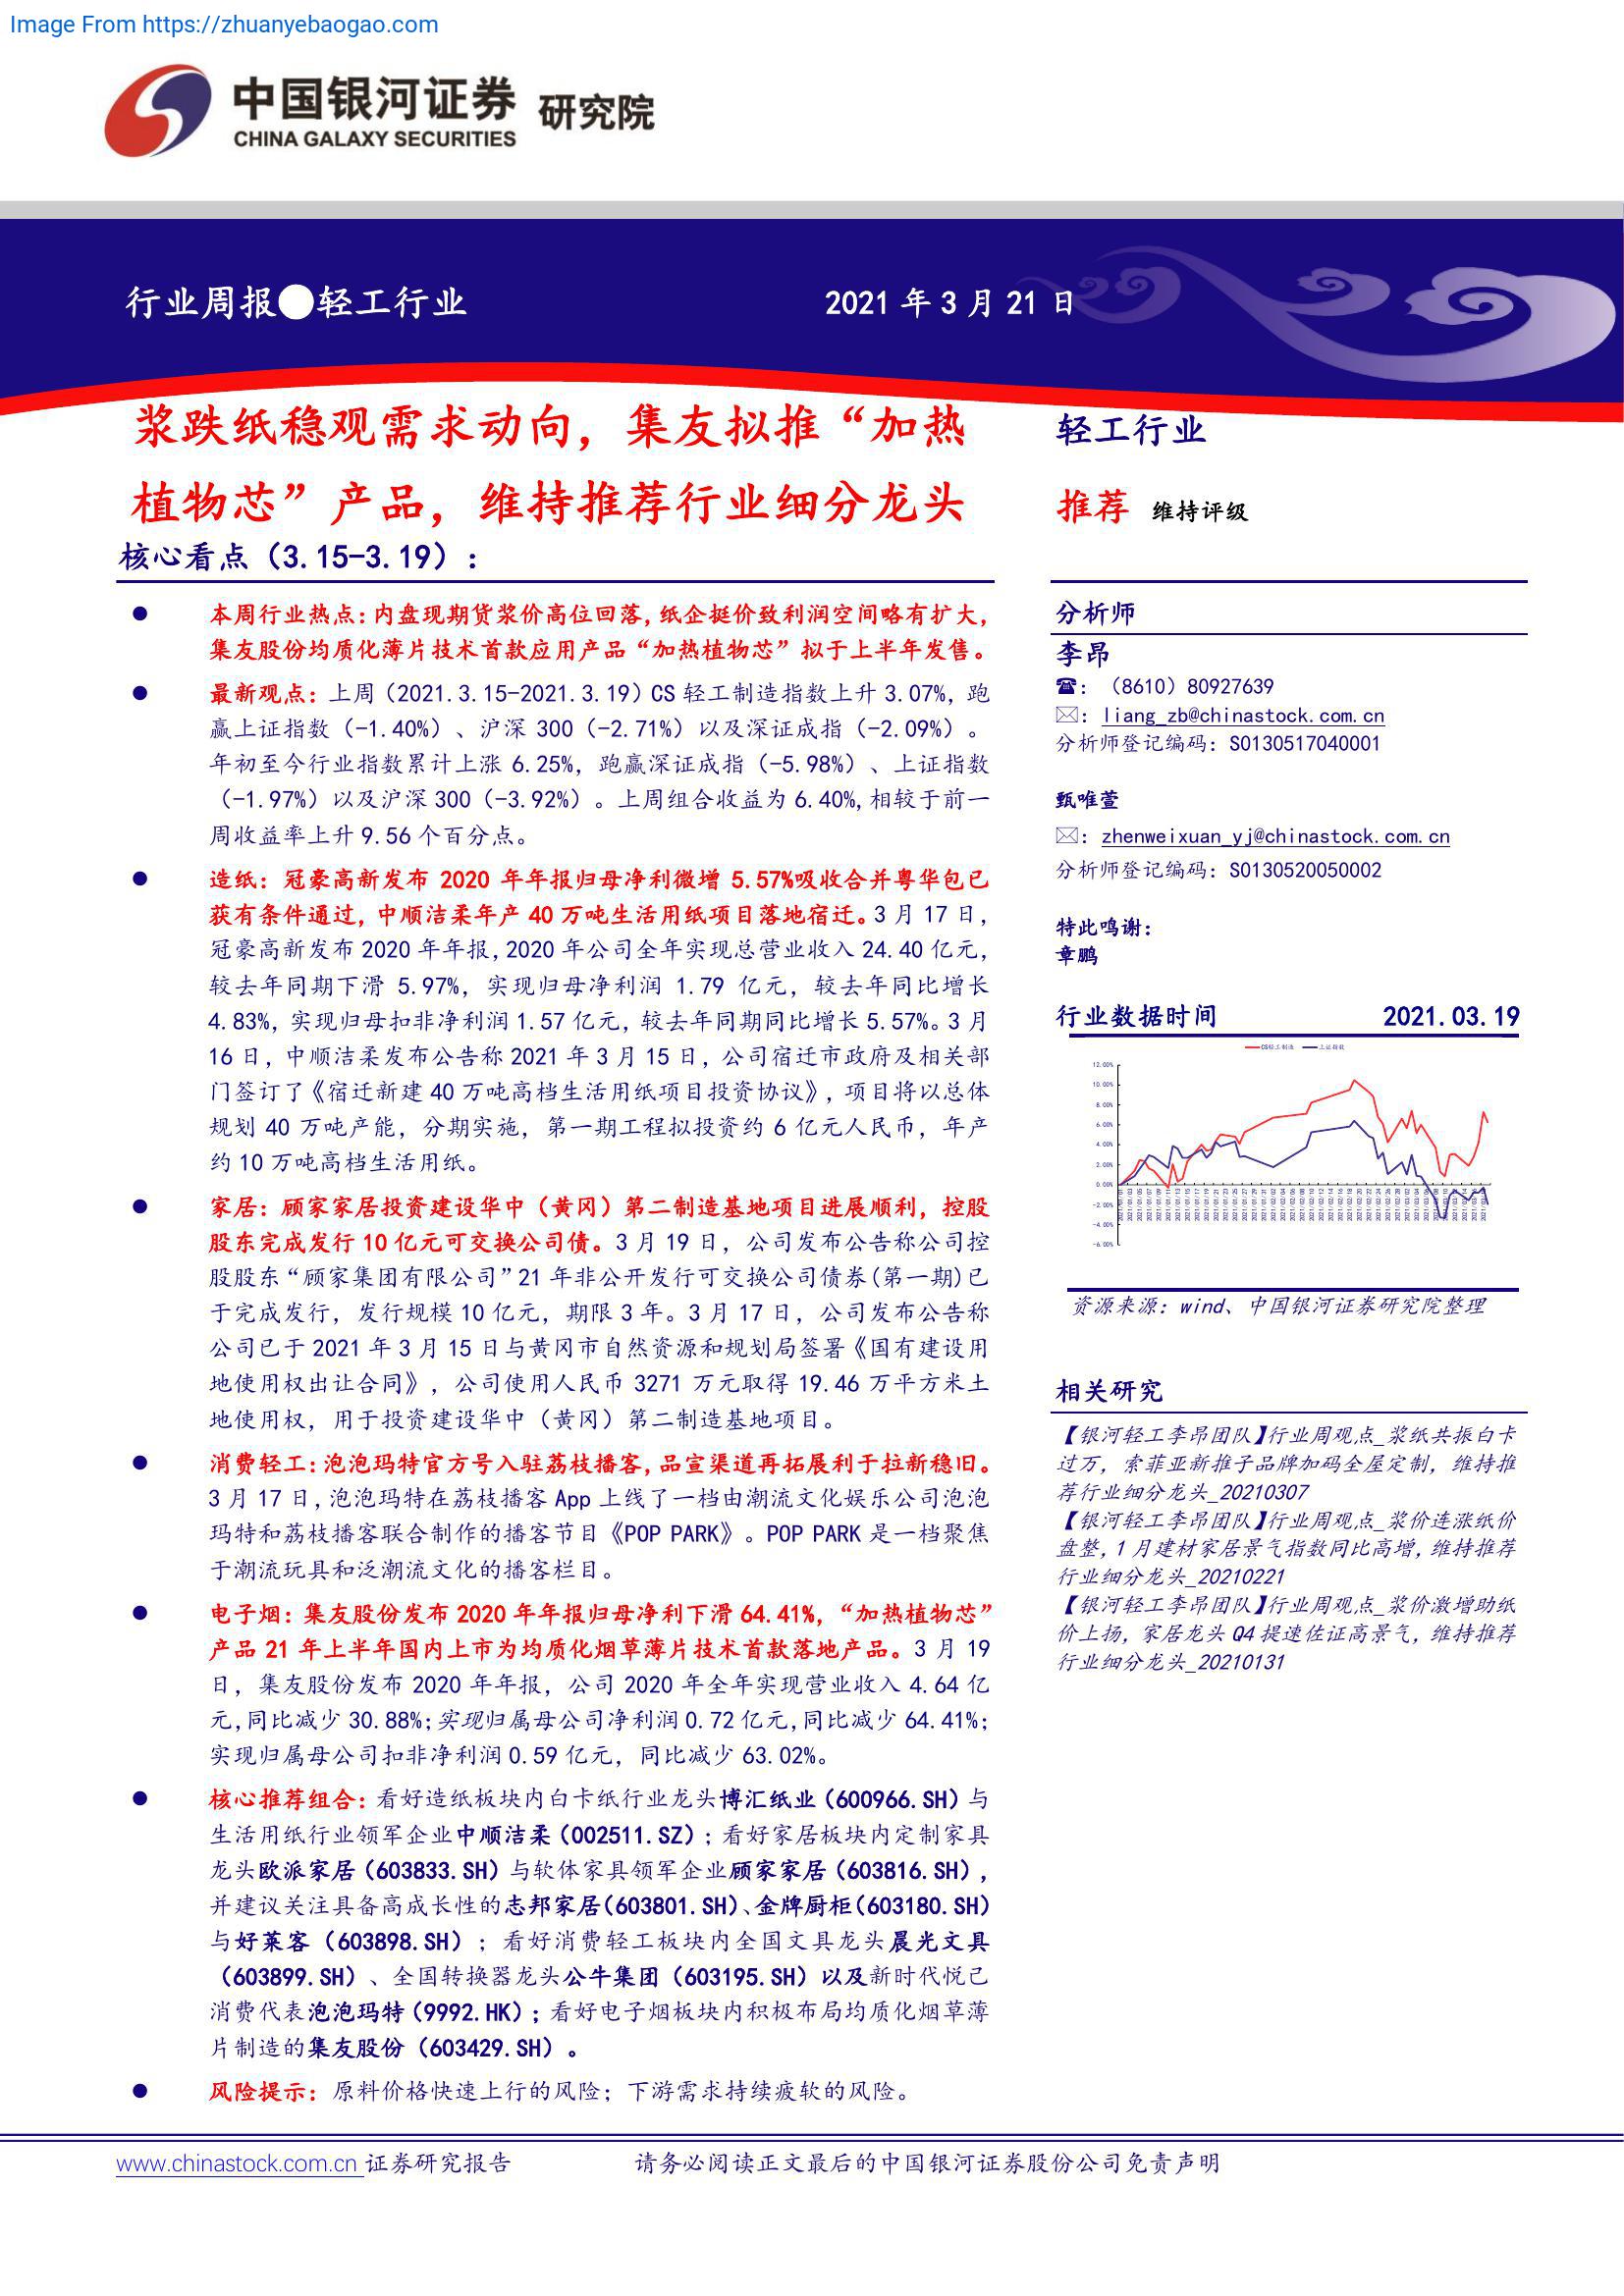 Image From https://zhuanyebaogao.com
中国银河证券 研究院
CHINA GALAXY SECURITIES
行业周报●轻工行业
2021 年 3 月 21 日
浆跌纸稳观需求动向，集友拟推“加热
植物芯”产品，维持推荐行业细分龙头
核心看点（3.15-3.19）：
● 本周行业热点：内盘现期货浆价高位回落，纸企挺价致利润空间略有扩大，
集友股份均质化薄片技术首款应用产品“加热植物芯”拟于上半年发售。
● 最新观点：上周（2021.3.15-2021.3.19）CS 轻工制造指数上升 3.07%，跑
赢上证指数（-1.40%）、沪深 300（-2.71%）以及深证成指（-2.09%）。
年初至今行业指数累计上涨 6.25%，跑赢深证成指（-5.98%）、上证指数
（-1.97%）以及沪深 300（-3.92%）。上周组合收益为 6.40%，相较于前一
周收益率上升 9.56 个百分点。
● 造纸：冠豪高新发布 2020 年年报归母净利微增 5.57%吸收合并粤华包已
获有条件通过，中顺洁柔年产 40 万吨生活用纸项目落地宿迁。3 月 17 日，
冠豪高新发布 2020 年年报，2020 年公司全年实现总营业收入 24.40 亿元，
较去年同期下滑 5.97%，实现归母净利润 1.79 亿元，较去年同比增长
4.83%，实现归母扣非净利润 1.57 亿元，较去年同期同比增长 5.57%。3 月
16 日，中顺洁柔发布公告称 2021 年 3 月 15 日，公司宿迁市政府及相关部
门签订了《宿迁新建 40 万吨高档生活用纸项目投资协议》，项目将以总体
规划 40 万吨产能，分期实施，第一期工程拟投资约 6 亿元人民币，年产
约 10 万吨高档生活用纸。
● 家居：顾家家居投资建设华中（黄冈）第二制造基地项目进展顺利，控股
股东完成发行 10 亿元可交换公司债。3 月 19 日，公司发布公告称公司控
股股东“顾家集团有限公司”21 年非公开发行可交换公司债券(第一期)已
于完成发行，发行规模 10 亿元，期限 3 年。3 月 17 日，公司发布公告称
公司已于 2021 年 3 月 15 日与黄冈市自然资源和规划局签署《国有建设用
地使用权出让合同》，公司使用人民币 3271 万元取得 19.46 万平方米土
地使用权，用于投资建设华中（黄冈）第二制造基地项目。
● 消费轻工：泡泡玛特官方号入驻荔枝播客，品宣渠道再拓展利于拉新稳旧。
3 月 17 日，泡泡玛特在荔枝播客 App 上线了一档由潮流文化娱乐公司泡泡
玛特和荔枝播客联合制作的播客节目《POP PARK》。POP PARK 是一档聚焦
于潮流玩具和泛潮流文化的播客栏目。
● 电子烟：集友股份发布 2020 年年报归母净利下滑 64.41%，“加热植物芯”
产品 21 年上半年国内上市为均质化烟草薄片技术首款落地产品。3 月 19
日，集友股份发布 2020 年年报，公司 2020 年全年实现营业收入 4.64 亿
元，同比减少 30.88%；实现归属母公司净利润 0.72 亿元，同比减少 64.41%；
实现归属母公司扣非净利润 0.59 亿元，同比减少 63.02%。
● 核心推荐组合：看好造纸板块内白卡纸行业龙头博汇纸业（600966.SH）与
生活用纸行业领军企业中顺洁柔（002511.SZ）；看好家居板块内定制家具
龙头欧派家居（603833.SH）与软体家具领军企业顾家家居（603816.SH），
并建议关注具备高成长性的志邦家居（603801.SH）、金牌厨柜（603180.SH）
与好莱客（603898.SH）；看好消费轻工板块内全国文具龙头晨光文具
（603899.SH）、全国转换器龙头公牛集团（603195.SH）以及新时代悦己
消费代表泡泡玛特（9992.HK）；看好电子烟板块内积极布局均质化烟草薄
片制造的集友股份（603429.SH）。
● 风险提示：原料价格快速上行的风险；下游需求持续疲软的风险。
轻工行业
推荐 维持评级
分析师
李昂
☎：（8610）80927639
✉：liang_zb@chinastock.com.cn
分析师登记编码：S0130517040001
甄唯萱
✉：zhenweixuan_yj@chinastock.com.cn
分析师登记编码：S0130520050002
特此鸣谢：
章鹏
行业数据时间 2021.03.19
CS轻工制造 上证指数
12.00%
10.00%
8.00%
6.00%
4.00%
2.00%
0.00%
-2.00%
-4.00%
-6.00%
资源来源：wind、中国银河证券研究院整理
相关研究
【银河轻工李昂团队】行业周观点_浆纸共振白卡
过万，索菲亚新推子品牌加码全屋定制，维持推
荐行业细分龙头_20210307
【银河轻工李昂团队】行业周观点_浆价连涨纸价
盘整，1 月建材家居景气指数同比高增，维持推荐
行业细分龙头_20210221
【银河轻工李昂团队】行业周观点_浆价激增助纸
价上扬，家居龙头 Q4 提速佐证高景气，维持推荐
行业细分龙头_20210131
www.chinastock.com.cn 证券研究报告
请务必阅读正文最后的中国银河证券股份公司免责声明